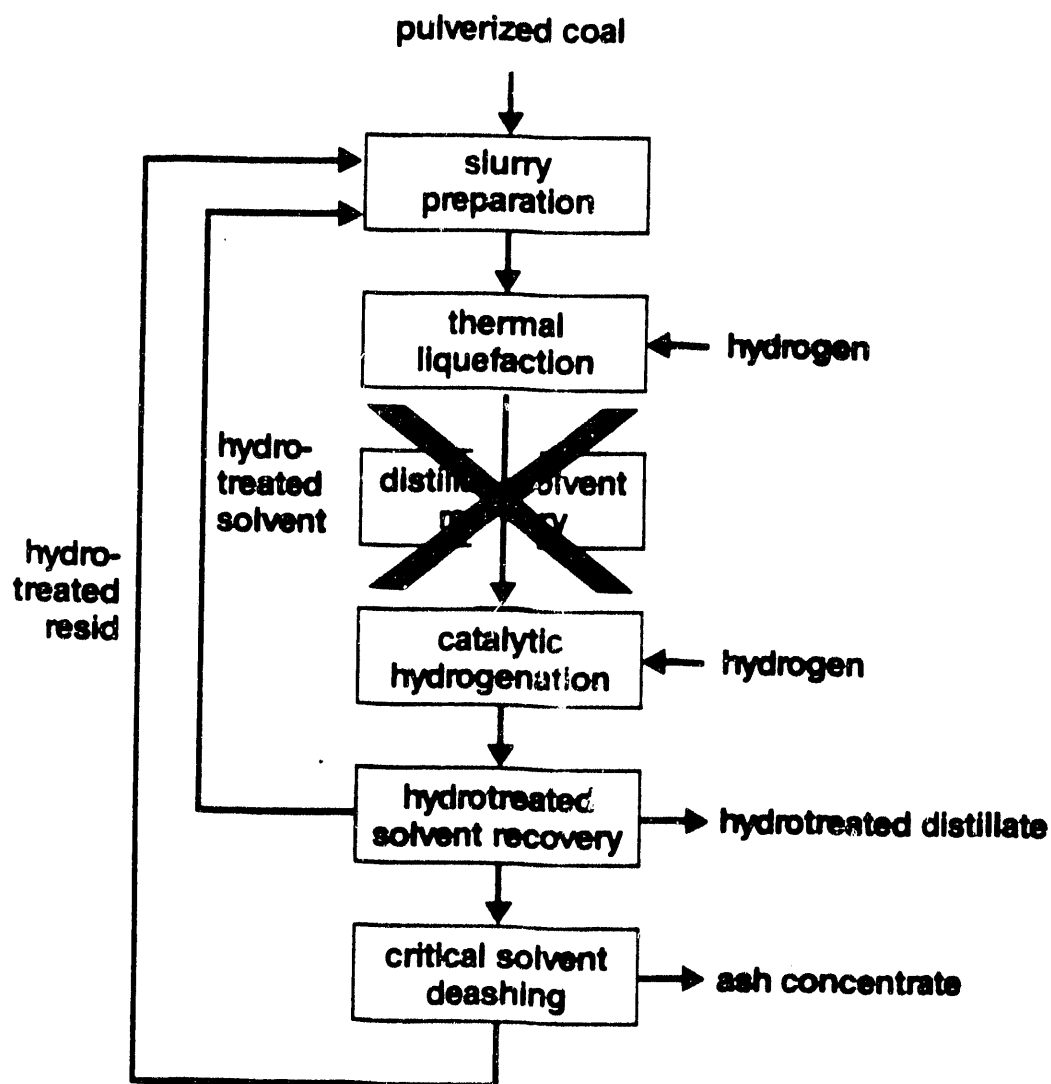 pulverized coal
slurry
preparation
thermal
liquefaction
hydrogen
hydro-
treated
solvent
solvent
hydro-
treated
resid
catalytic
hydrogenation
hydrogen
hydrotreated
solvent recovery
hydrotreated distillate
critical solvent
deashing
ash concentrate